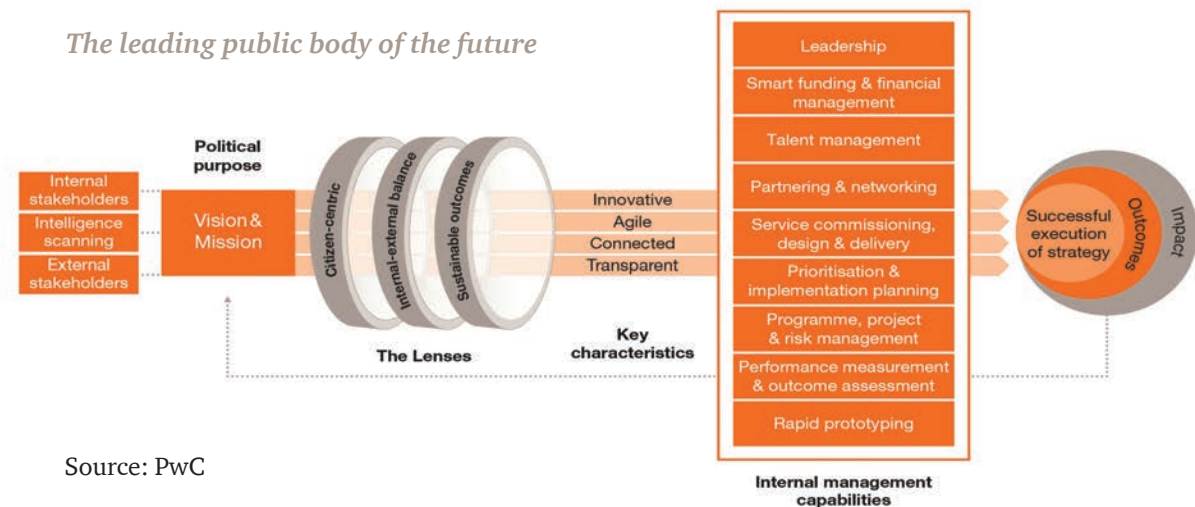 The leading public body of the future
Political
purpose
Internal
stakeholders
Intelligence
scanning
External
stakeholders
Vision &
Mission
Citizen-centric
Internal-external balance
Sustainable outcomes
The Lenses
Innovative
Agile
Connected
Transparent
Key
characteristics
Leadership
Smart funding & financial
management
Talent management
Partnering & networking
Service commissioning,
design & delivery
Prioritisation &
implementation planning
Programme, project
& risk management
Performance measurement
& outcome assessment
Rapid prototyping
Internal management
capabilities
Successful
execution
of strategy
Outcomes
Impact
Source: PwC